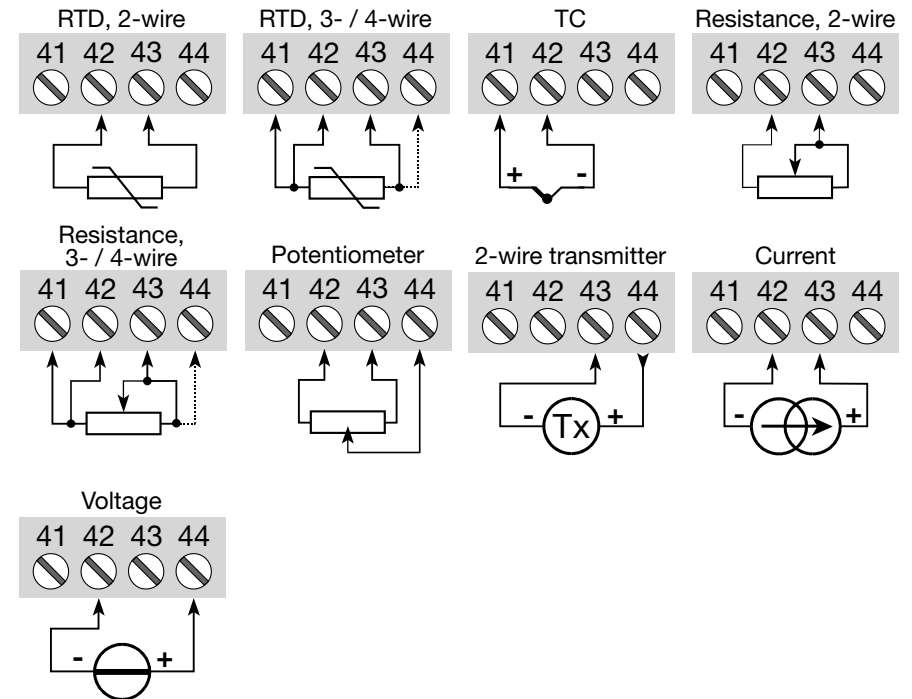 RTD, 2-wire
41 42 43 44
RTD, 3- / 4-wire
41 42 43 44
TC
41 42 43 44
+ -
Resistance, 2-wire
41 42 43 44
Resistance,
3- / 4-wire
41 42 43 44
Potentiometer
41 42 43 44
2-wire transmitter
41 42 43 44
- Tx +
Current
41 42 43 44
- +
Voltage
41 42 43 44
- +